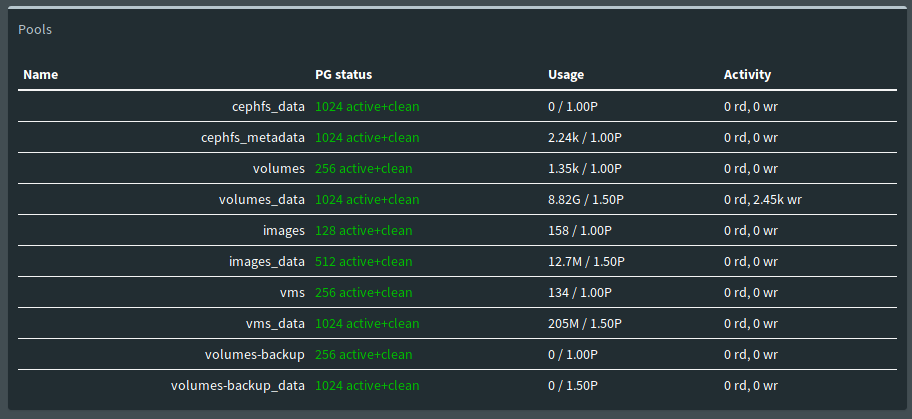 Pools
Name PG status Usage Activity
cephfs_data 1024 active+clean 0 / 1.00P 0 rd, 0 wr
cephfs_metadata 1024 active+clean 2.24k / 1.00P 0 rd, 0 wr
volumes 256 active+clean 1.35k / 1.00P 0 rd, 0 wr
volumes_data 1024 active+clean 8.82G / 1.50P 0 rd, 2.45k wr
images 128 active+clean 158 / 1.00P 0 rd, 0 wr
images_data 512 active+clean 12.7M / 1.50P 0 rd, 0 wr
vms 256 active+clean 134 / 1.00P 0 rd, 0 wr
vms_data 1024 active+clean 205M / 1.50P 0 rd, 0 wr
volumes-backup 256 active+clean 0 / 1.00P 0 rd, 0 wr
volumes-backup_data 1024 active+clean 0 / 1.50P 0 rd, 0 wr